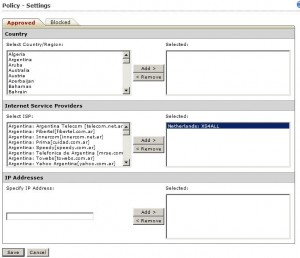 Policy - Settings
Approved
Blocked
Country
Select Country/Region:
Selected:
Algeria
Argentina
Aruba
Australia
Austria
Azerbaijan
Bahamas
Bahrain
Add >
< Remove
Internet Service Providers
Select ISP:
Selected:
Argentina: Argentina Telecom [telecom.net.ar]
Argentina: Fibertel[fibertel.com.ar]
Argentina: Innercom[innercom.net.ar]
Argentina: Prima[ciudad.com.ar]
Argentina: Speedy[speedy.com.ar]
Argentina: Telefonica de Argentina
Argentina: Tovebs[tovebs.com.ar]
Argentina: Yahoo Argentina[yahoo.com.ar]
Add >
< Remove
Netherlands: XS4ALL
IP Addresses
Specify IP Address:
Selected:
Add >
< Remove
Save
Cancel